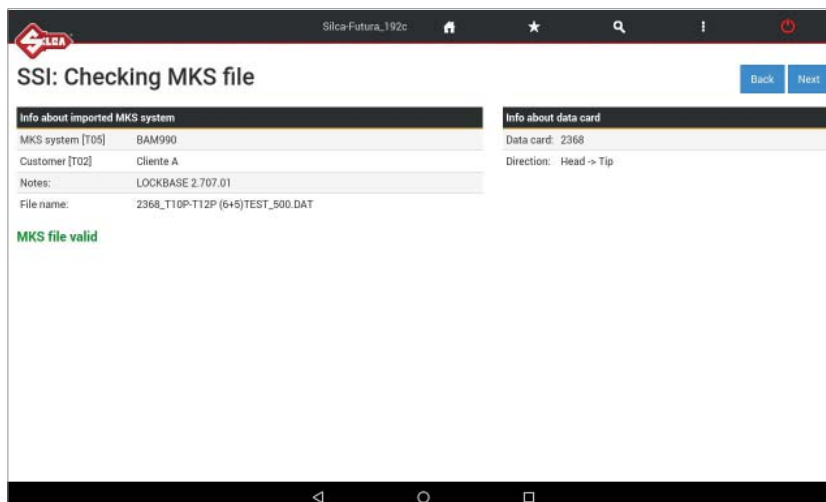 SILCA
Silca-Futura_192c
SSI: Checking MKS file
Back Next
Info about imported MKS system
MKS system [T05] BAM990
Customer [T02] Cliente A
Notes: LOCKBASE 2.707.01
File name: 2368_T10P-T12P (6+5)TEST_500.DAT
MKS file valid
Info about data card
Data card: 2368
Direction: Head -> Tip